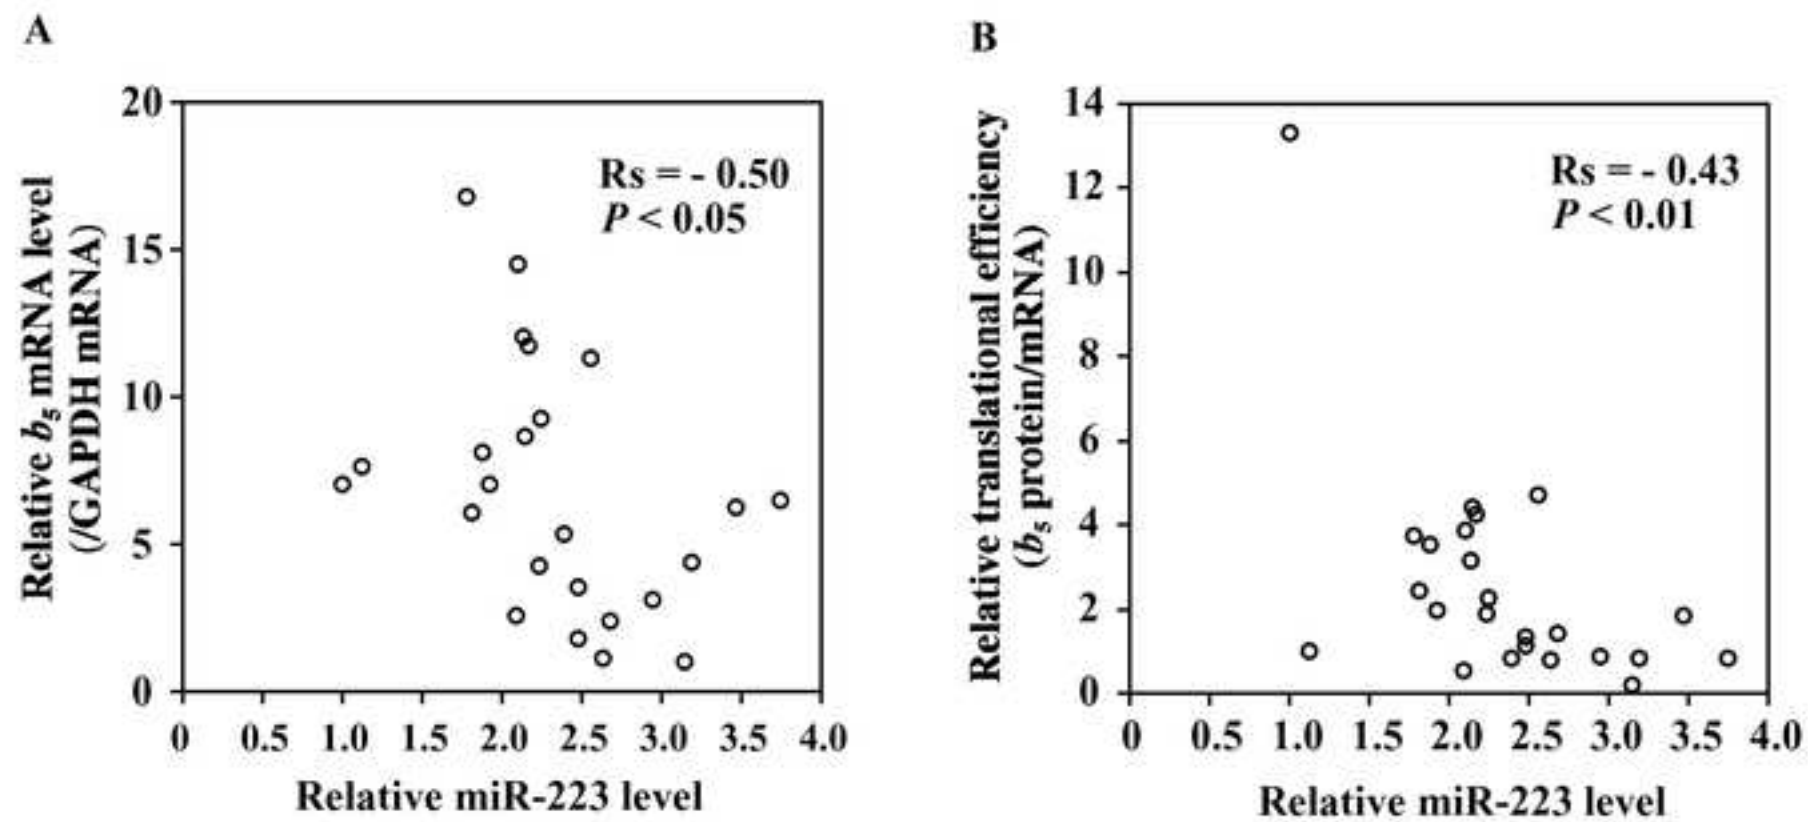 A
Relative b5 mRNA level
(/GAPDH mRNA)
20
15
10
5
0
Rs = - 0.50
P < 0.05
0 0.5 1.0 1.5 2.0 2.5 3.0 3.5 4.0
Relative miR-223 level
B
Relative translational efficiency
(b5 protein/mRNA)
14
12
10
8
6
4
2
0
Rs = - 0.43
P < 0.01
0 0.5 1.0 1.5 2.0 2.5 3.0 3.5 4.0
Relative miR-223 level